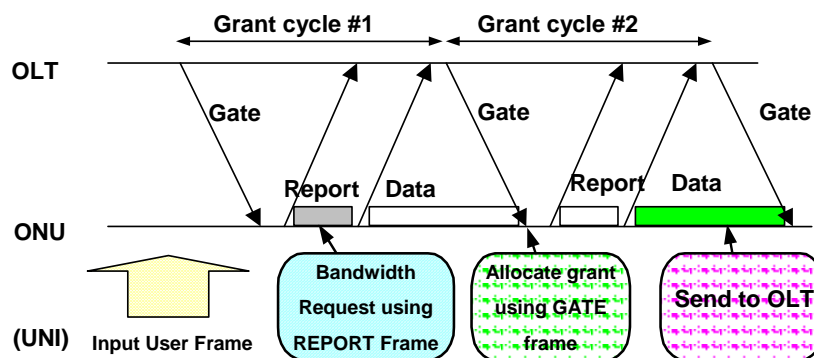 Grant cycle #1
Grant cycle #2
OLT
Gate
Gate
Gate
Report
Data
Report
Data
ONU
Bandwidth
Request using
REPORT Frame
Allocate grant
using GATE
frame
Send to OLT
(UNI)
Input User Frame